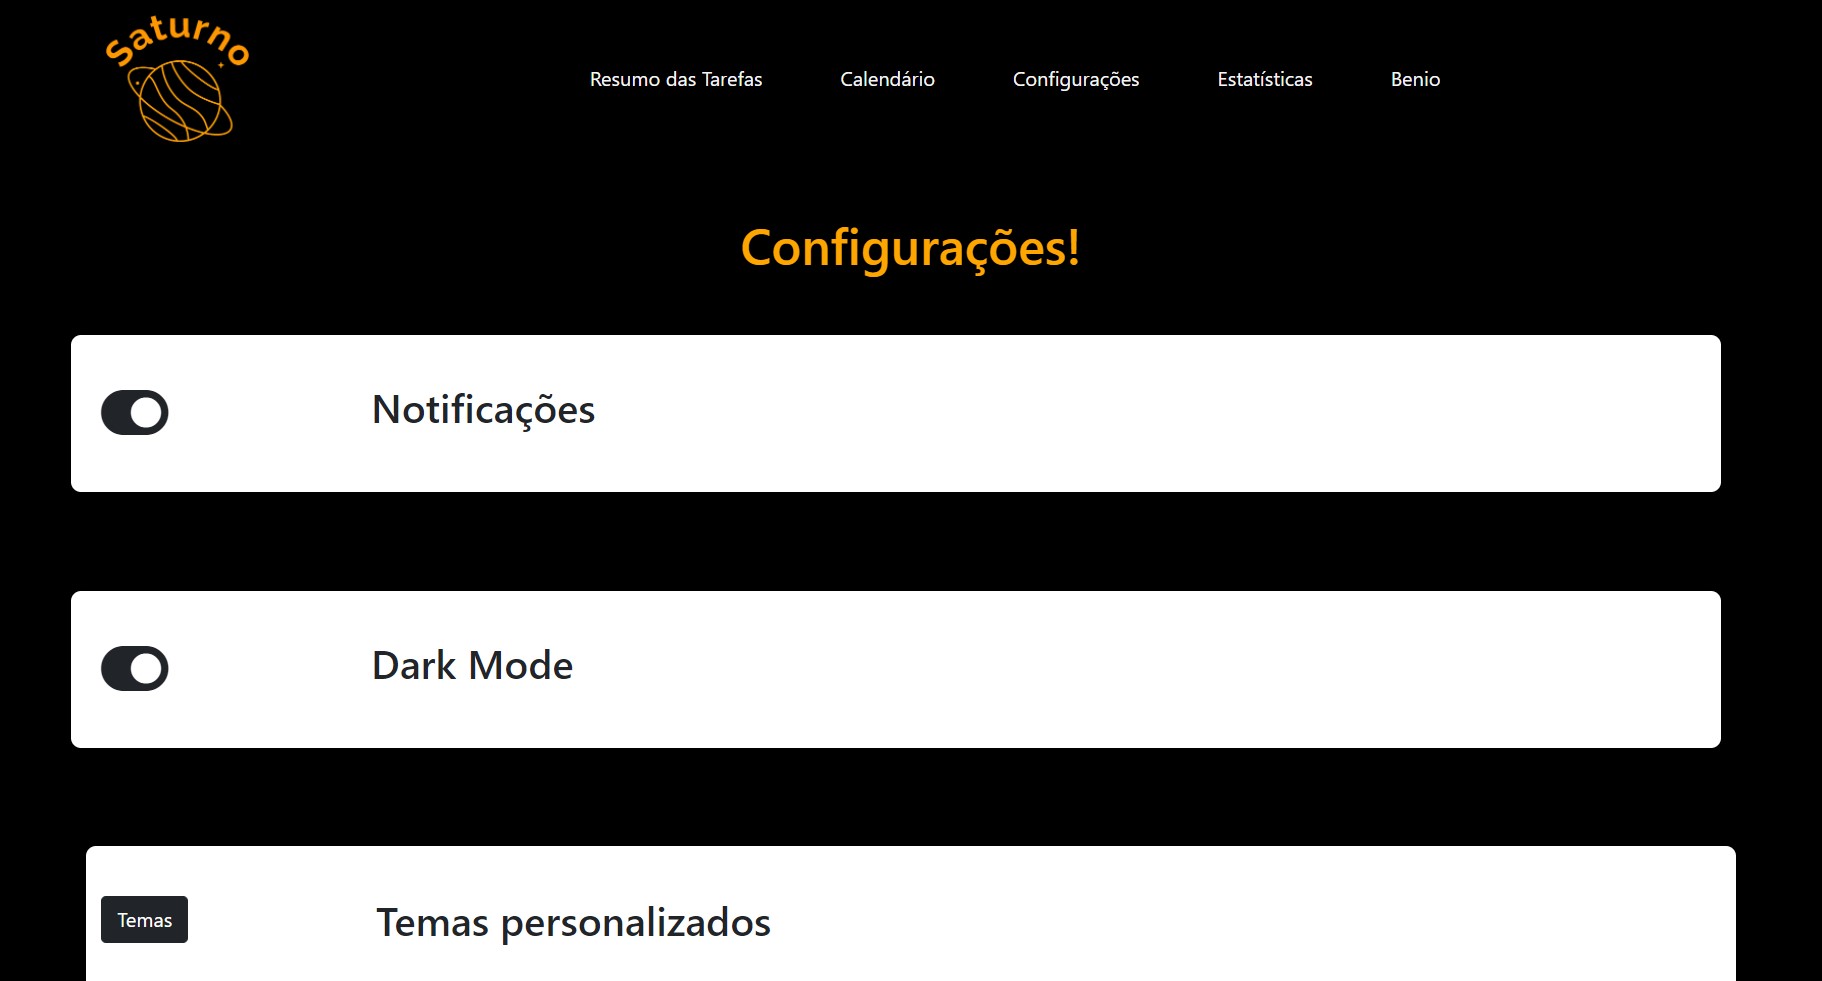 Saturno
Resumo das Tarefas Calendário Configurações Estatísticas Benio
Configurações!
Notificações
Dark Mode
Temas Temas personalizados